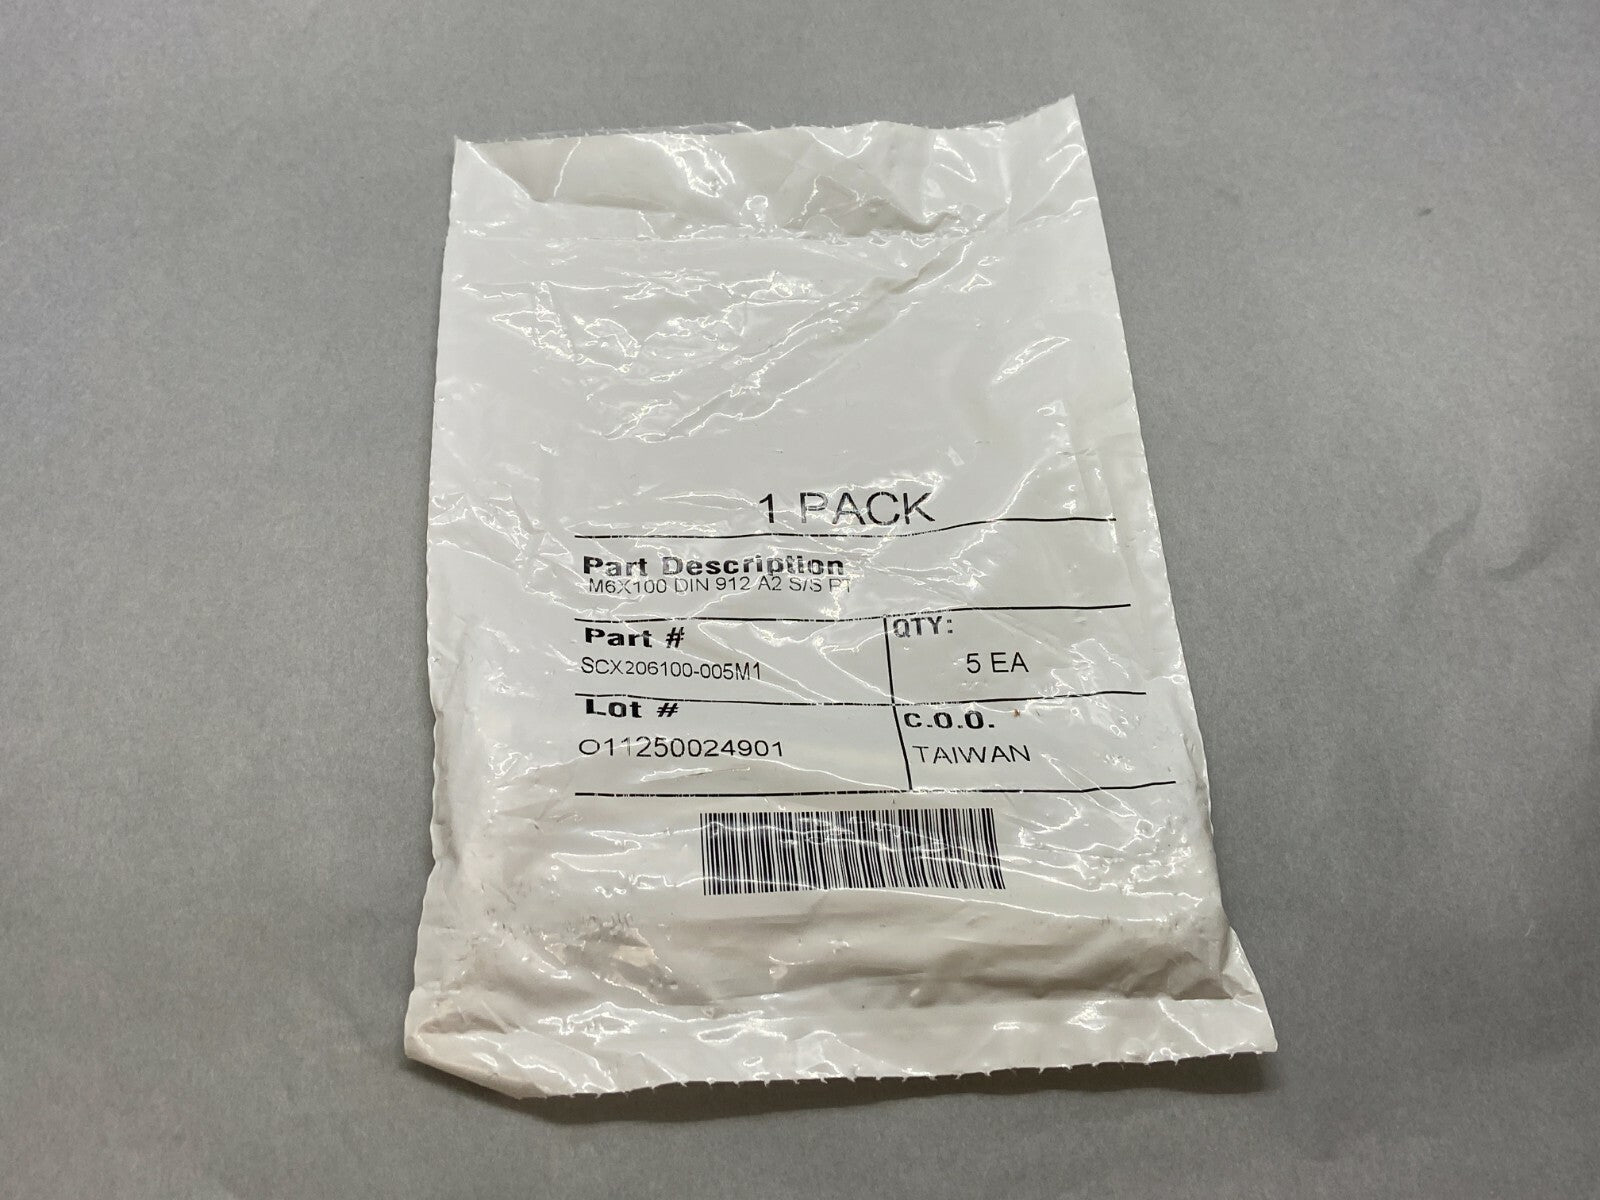 1 PACK
Part Description
M6X100 DIN 912 A2 S/S PT
Part #
QTY:
SCX206100-005M1
5 EA
Lot #
C.O.O.
O11250024901
TAIWAN